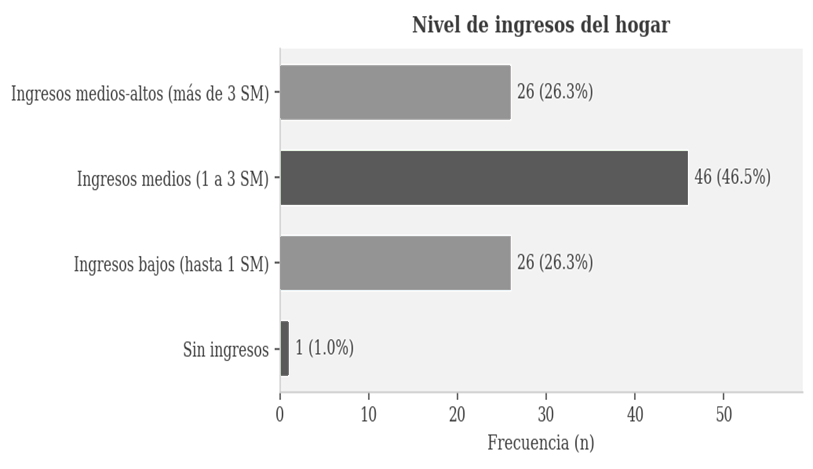 Nivel de ingresos del hogar
Ingresos medios-altos (más de 3 SM)
26 (26.3%)
Ingresos medios (1 a 3 SM)
46 (46.5%)
Ingresos bajos (hasta 1 SM)
26 (26.3%)
Sin ingresos
1 (1.0%)
0 10 20 30 40 50
Frecuencia (n)